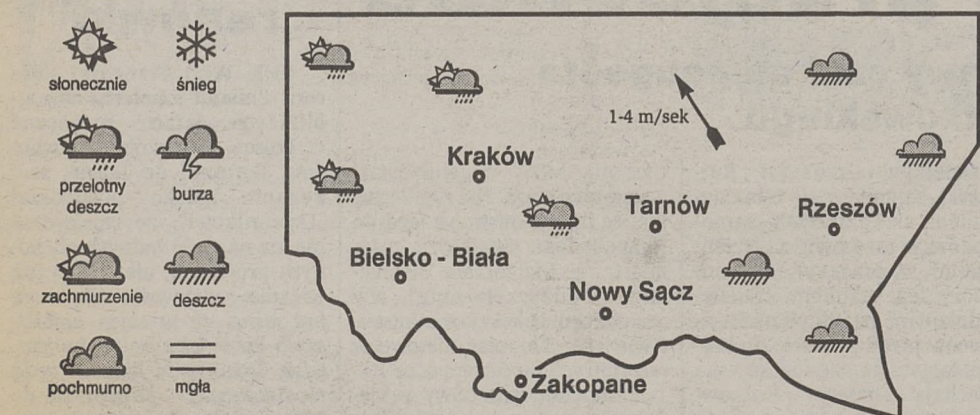 słonecznie
śnieg
przelotny
deszcz
burza
zachmurzenie
deszcz
pochmurno
mgła
1-4 m/sek
Kraków
Tarnów
Rzeszów
Bielsko - Biała
Nowy Sącz
Zakopane